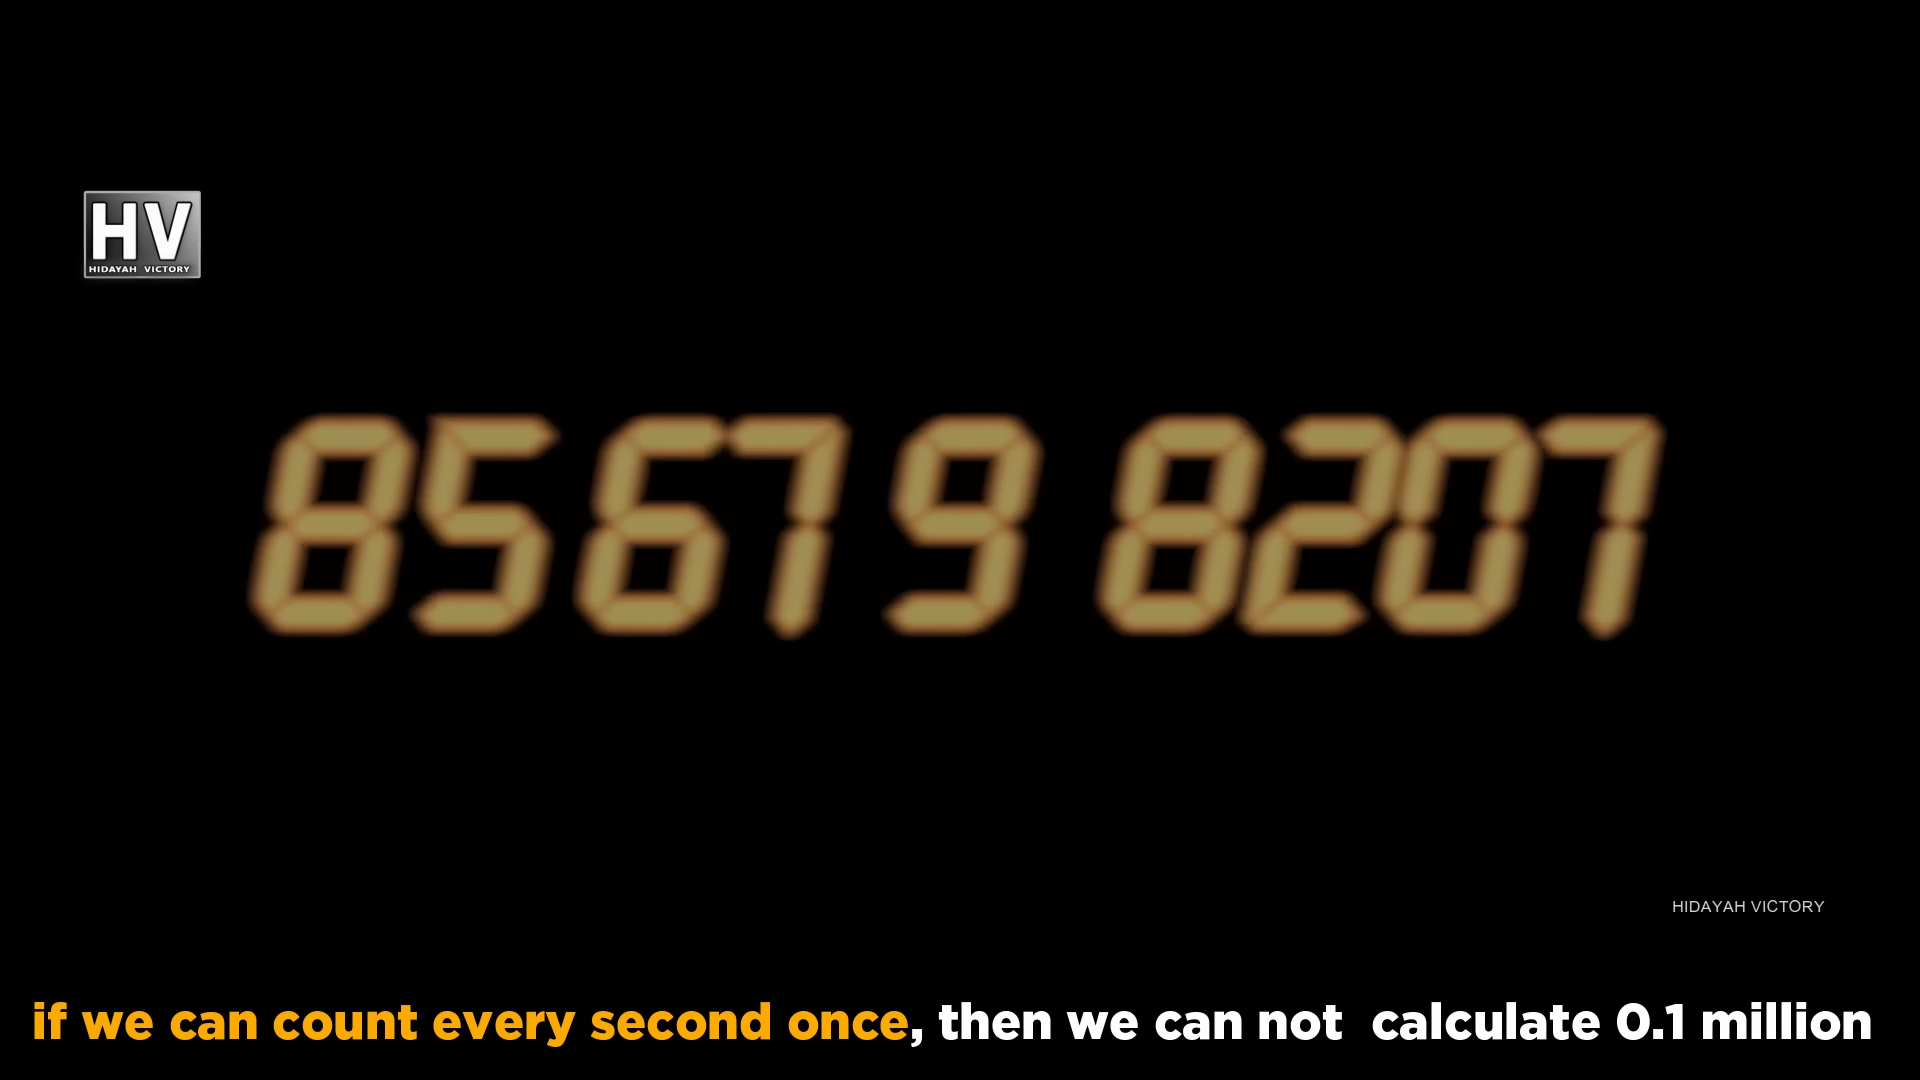 HV
HIDAYAH VICTORY
85679 8207
HIDAYAH VICTORY
if we can count every second once, then we can not calculate 0.1 million